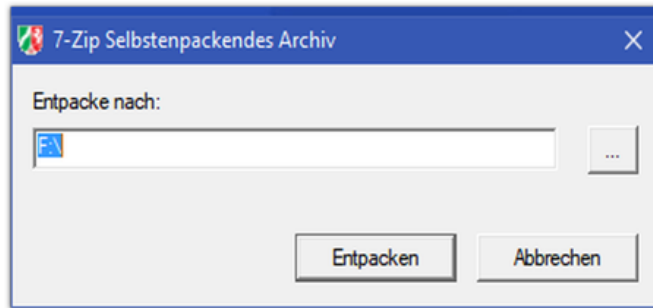 7-Zip Selbstenpackendes Archiv
Entpacke nach:
F:\
...
Entpacken Abbrechen